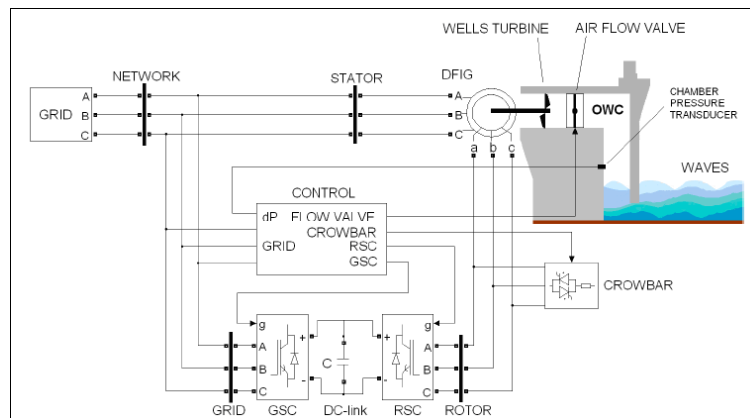 WELLS TURBINE AIR FLOW VALVE
NETWORK STATOR DFIG
CHAMBER
PRESSURE
TRANSDUCER
A A
GRID B B OWC
C C
a b c
WAVES
CONTROL
dP FLOW VALVE
CROWBAR
GRID RSC
GSC
CROWBAR
g g
A + + A
B C B
C - - C
GRID GSC DC-link RSC ROTOR